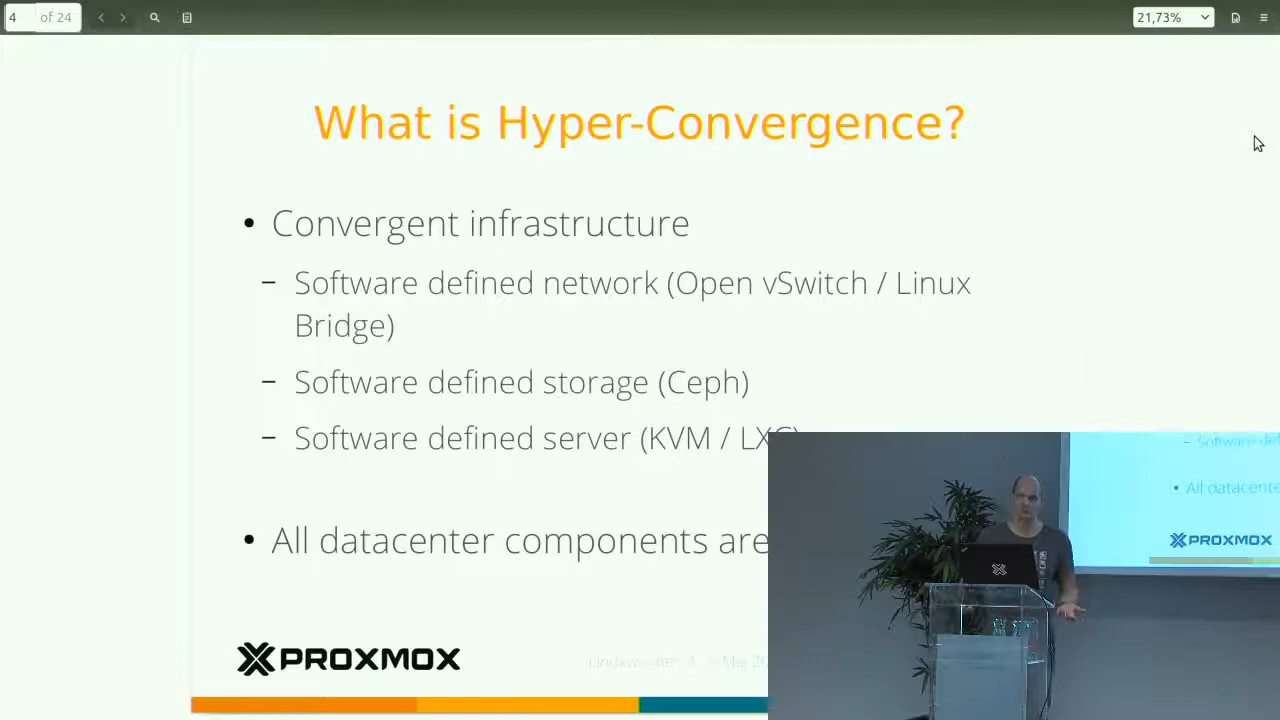 4 of 24
21,73%
What is Hyper-Convergence?
• Convergent infrastructure
– Software defined network (Open vSwitch / Linux
Bridge)
– Software defined storage (Ceph)
– Software defined server (KVM / LXC)
• All datacenter components are
PROXMOX
– Software def
• All datacente
PROXMOX